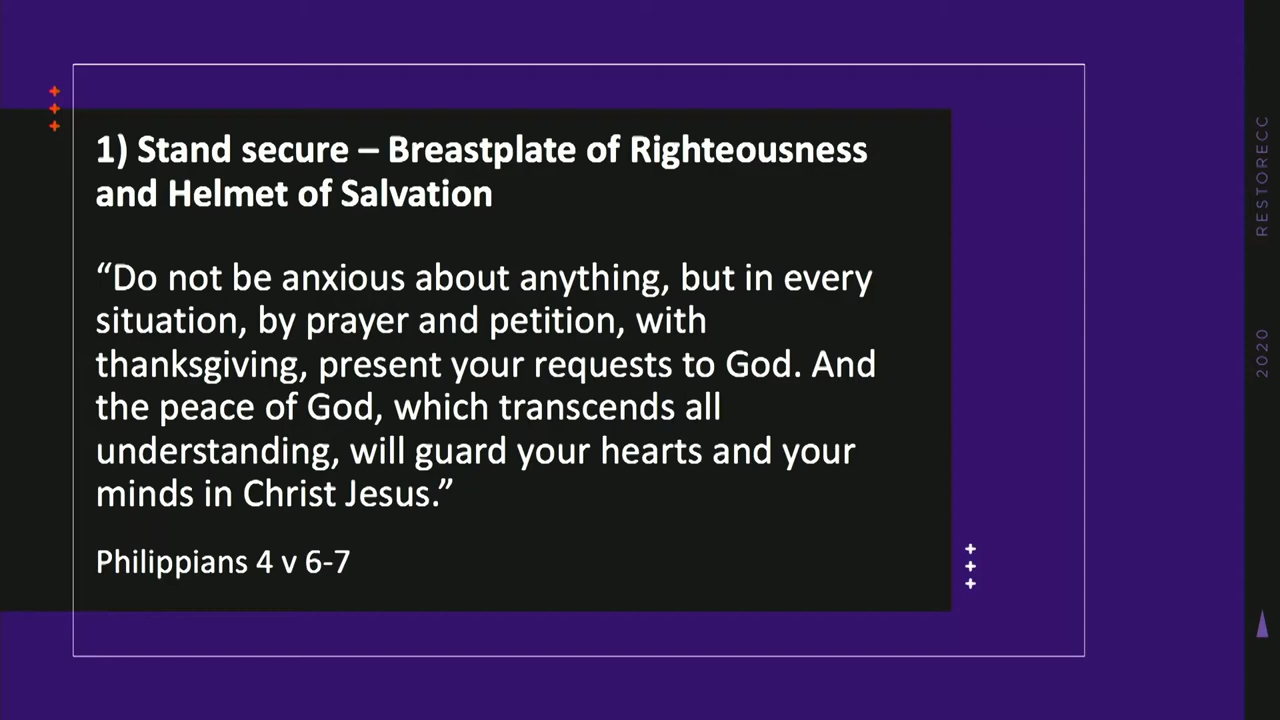 1) Stand secure – Breastplate of Righteousness
and Helmet of Salvation
“Do not be anxious about anything, but in every
situation, by prayer and petition, with
thanksgiving, present your requests to God. And
the peace of God, which transcends all
understanding, will guard your hearts and your
minds in Christ Jesus.”
Philippians 4 v 6-7
RESTORECC
2020